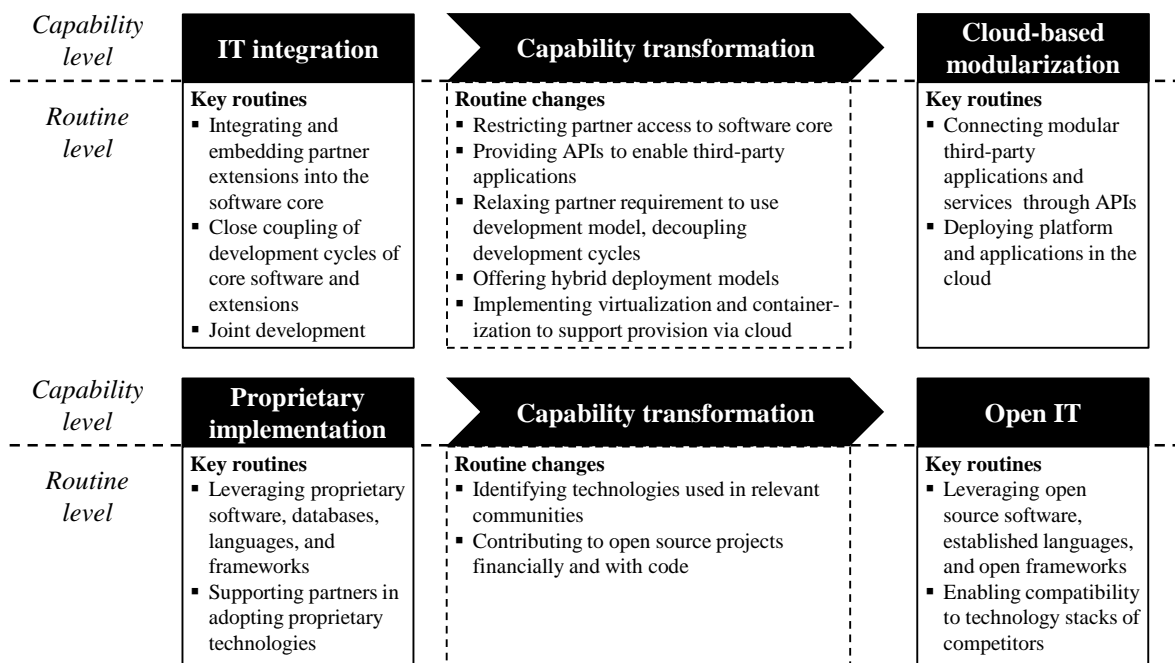 Capability
level
IT integration
Capability transformation
Cloud-based
modularization
Routine
level
Key routines
▪ Integrating and
embedding partner
extensions into the
software core
▪ Close coupling of
development cycles of
core software and
extensions
▪ Joint development
Routine changes
▪ Restricting partner access to software core
▪ Providing APIs to enable third-party
applications
▪ Relaxing partner requirement to use
development model, decoupling
development cycles
▪ Offering hybrid deployment models
▪ Implementing virtualization and container-
ization to support provision via cloud
Key routines
▪ Connecting modular
third-party
applications and
services through APIs
▪ Deploying platform
and applications in the
cloud
Capability
level
Proprietary
implementation
Capability transformation
Open IT
Routine
level
Key routines
▪ Leveraging proprietary
software, databases,
languages, and
frameworks
▪ Supporting partners in
adopting proprietary
technologies
Routine changes
▪ Identifying technologies used in relevant
communities
▪ Contributing to open source projects
financially and with code
Key routines
▪ Leveraging open
source software,
established languages,
and open frameworks
▪ Enabling compatibility
to technology stacks of
competitors